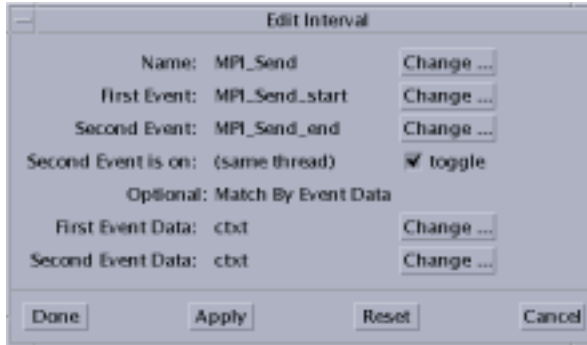 Edit Interval
Name: MPI_Send Change ...
First Event: MPI_Send_start Change ...
Second Event: MPI_Send_end Change ...
Second Event is on: (same thread) toggle
Optional: Match By Event Data
First Event Data: ctxt Change ...
Second Event Data: ctxt Change ...
Done Apply Reset Cancel